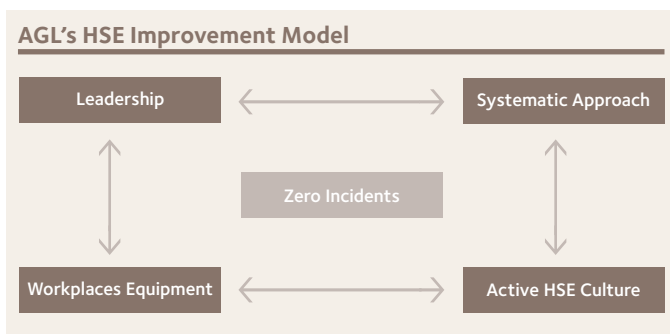 AGL's HSE Improvement Model
Leadership
Systematic Approach
Zero Incidents
Workplaces Equipment
Active HSE Culture